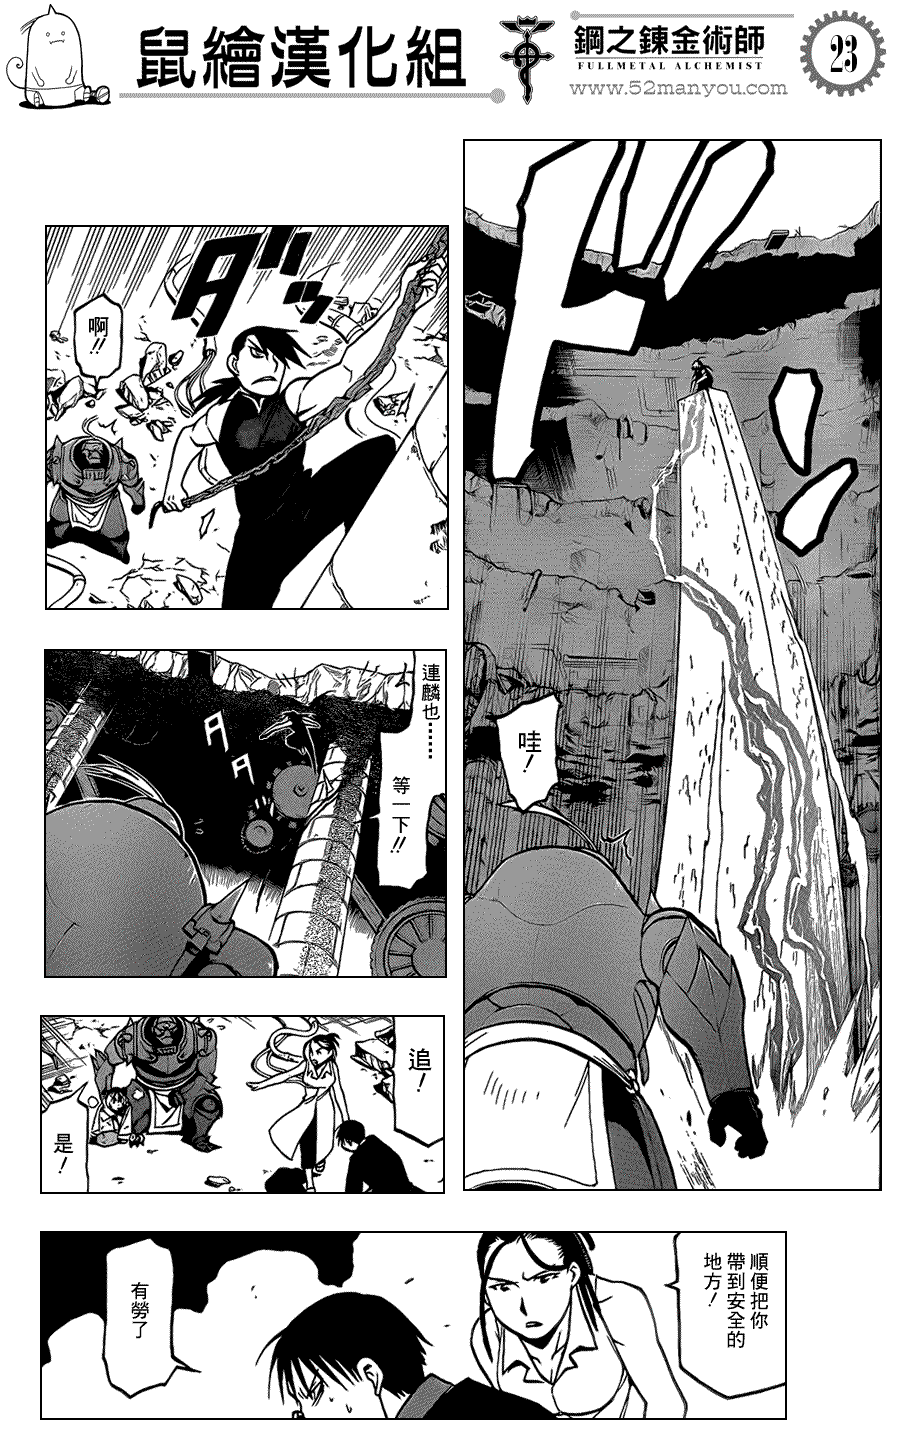 鼠繪漢化組
鋼之鍊金術師
FULLMETAL ALCHEMIST
www.52manyou.com
23
ドンッ
哇!
ダッ
啊!!
連麟也……
等一下!!
タタ
追!
是!
順便把你
帶到安全的
地方!
有勞了